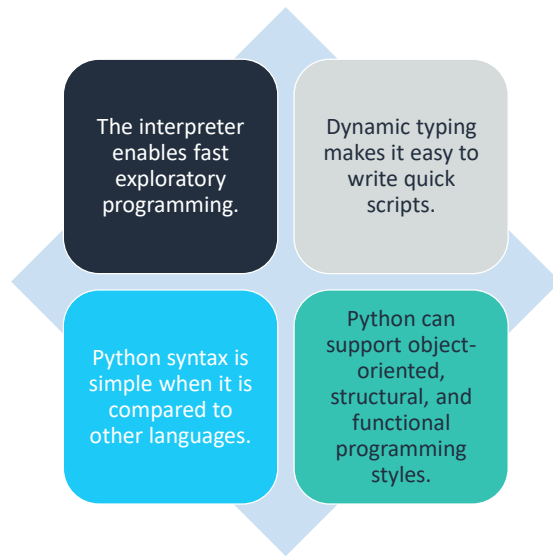 The interpreter
enables fast
exploratory
programming.
Dynamic typing
makes it easy to
write quick
scripts.
Python syntax is
simple when it is
compared to
other languages.
Python can
support object-
oriented,
structural, and
functional
programming
styles.